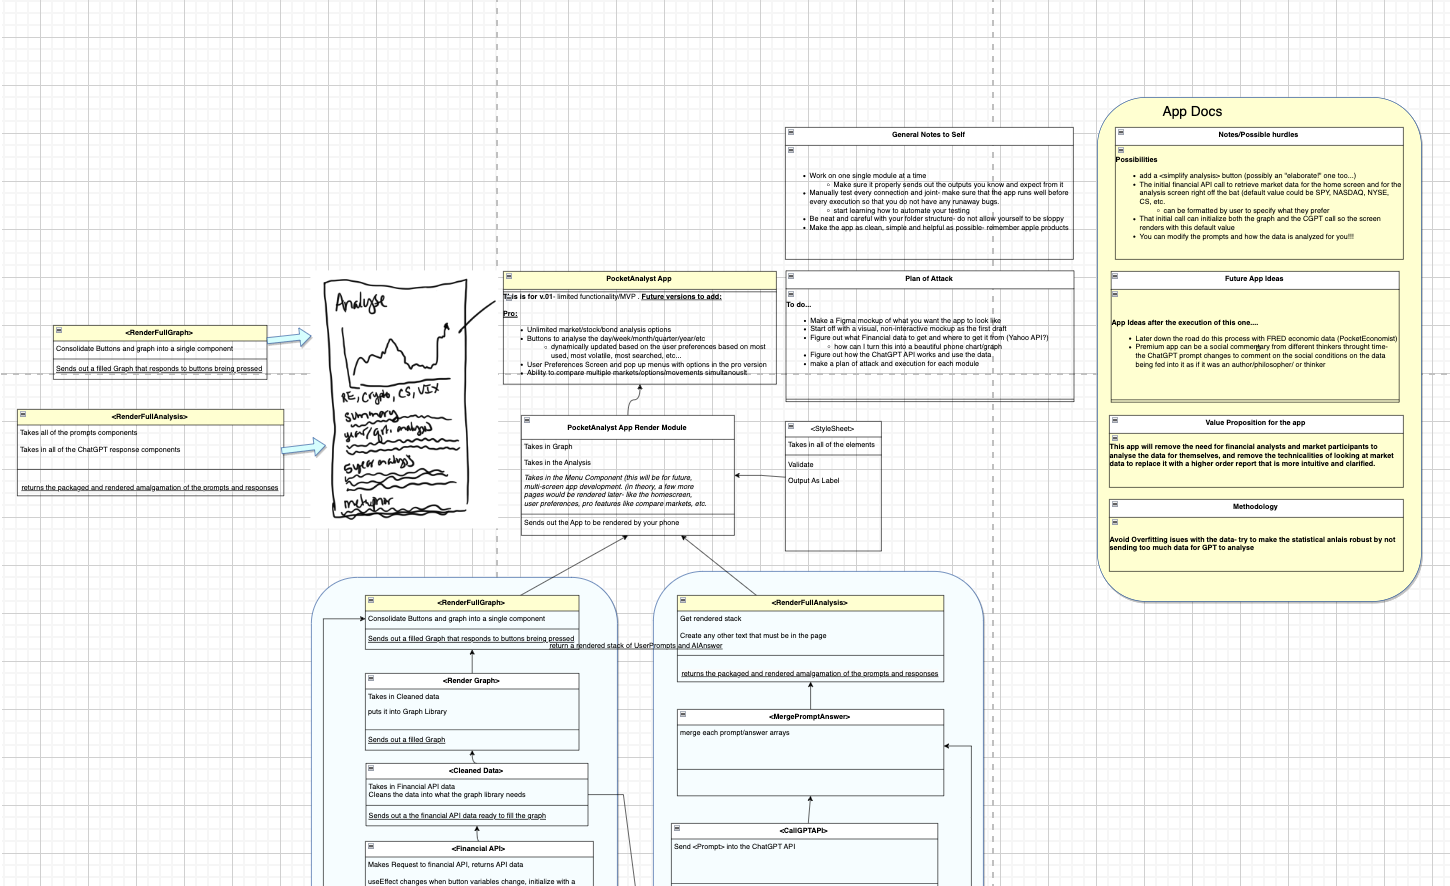 App Docs
General Notes to Self
Work on one single module at a time
Make sure it properly sends out the outputs you know and expect from it
Manually test every connection and joint- make sure that the app runs well before
every execution so that you do not have any runaway bugs.
start learning how to automate your testing
Be neat and careful with your folder structure- do not allow yourself to be sloppy
Make the app as clean, simple and helpful as possible- remember apple products
Notes/Possible hurdles
Possibilities
add a <simplify analysis> button (possibly an "elaborate!" one too...)
The initial financial API call to retrieve market data for the home screen and for the
analysis screen right off the bat (default value could be SPY, NASDAQ, NYSE,
CS, etc.
can be formatted by user to specify what they prefer
That initial call can initialize both the graph and the CGPT call so the screen
renders with this default value
You can modify the prompts and how the data is analyzed for you!!!
PocketAnalyst App
This is for v.01- limited functionality/MVP . Future versions to add:
Pro:
Unlimited market/stock/bond analysis options
Buttons to analyse the day/week/month/quarter/year/etc
dynamically updated based on the user preferences based on most
used, most volatile, most searched, etc...
User Preferences Screen and pop up menus with options in the pro version
Ability to compare multiple markets/options/movements simultanoustl..
Plan of Attack
To do...
Make a Figma mockup of what you want the app to look like
Start off with a visual, non-interactive mockup as the first draft
Figure out what Financial data to get and where to get it from (Yahoo API?)
how can I turn this into a beautiful phone chart/graph
Figure out how the ChatGPT API works and use the data
make a plan of attack and execution for each module
Future App Ideas
App Ideas after the execution of this one....
Later down the road do this process with FRED economic data (PocketEconomist)
Premium app can be a social commentary from different thinkers throught time-
the ChatGPT prompt changes to comment on the social conditions on the data
being fed into it as if it was an author/philosopher/ or thinker
<RenderFullGraph>
Consolidate Buttons and graph into a single component
Sends out a filled Graph that responds to buttons breing pressed
<RenderFullAnalysis>
Takes all of the prompts components
Takes in all of the ChatGPT response components
returns the packaged and rendered amalgamation of the prompts and responses
Analyse
RE, Crypto, CS, VIX
summary
year/qrt. analysis
5 year analysis
PocketAnalyst App Render Module
Takes in Graph
Takes in the Analysis
Takes in the Menu Component (this will be for future,
multi-screen app development. (in theory, a few more
pages would be rendered later- like the homescreen,
user preferences, pro features like compare markets, etc.
Sends out the App to be rendered by your phone
<StyleSheet>
Takes in all of the elements
Validate
Output As Label
Value Proposition for the app
This app will remove the need for financial analysts and market participants to
analyse the data for themselves, and remove the technicalities of looking at market
data to replace it with a higher order report that is more intuitive and clarified.
Methodology
Avoid Overfitting isues with the data- try to make the statistical anlais robust by not
sending too much data for GPT to analyse
<RenderFullGraph>
Consolidate Buttons and graph into a single component
Sends out a filled Graph that responds to buttons breing pressed
return a rendered stack of UserPrompts and AIAnswer
<Render Graph>
Takes in Cleaned data
puts it into Graph Library
Sends out a filled Graph
<Cleaned Data>
Takes in Financial API data
Cleans the data into what the graph library needs
Sends out a the financial API data ready to fill the graph
<Financial API>
Makes Request to financial API, returns API data
useEffect changes when button variables change, initialize with a
<RenderFullAnalysis>
Get rendered stack
Create any other text that must be in the page
returns the packaged and rendered amalgamation of the prompts and responses
<MergePromptAnswer>
merge each prompt/answer arrays
<CallGPTAPI>
Send <Prompt> into the ChatGPT API